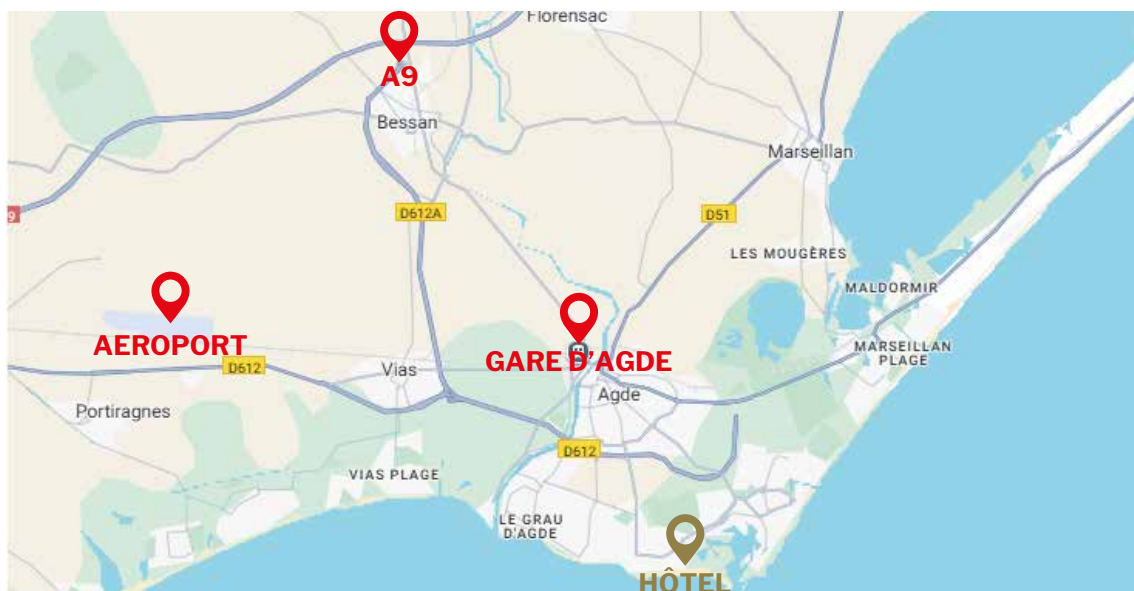 Florensac
A9
Bessan
Marseillan
D612A
D51
9
LES MOUGÈRES
MALDORMIR
AEROPORT
GARE D'AGDE
MARSEILLAN
PLAGE
D612
Vias
Agde
Portiragnes
D612
VIAS PLAGE
LE GRAU
D'AGDE
HÔTEL